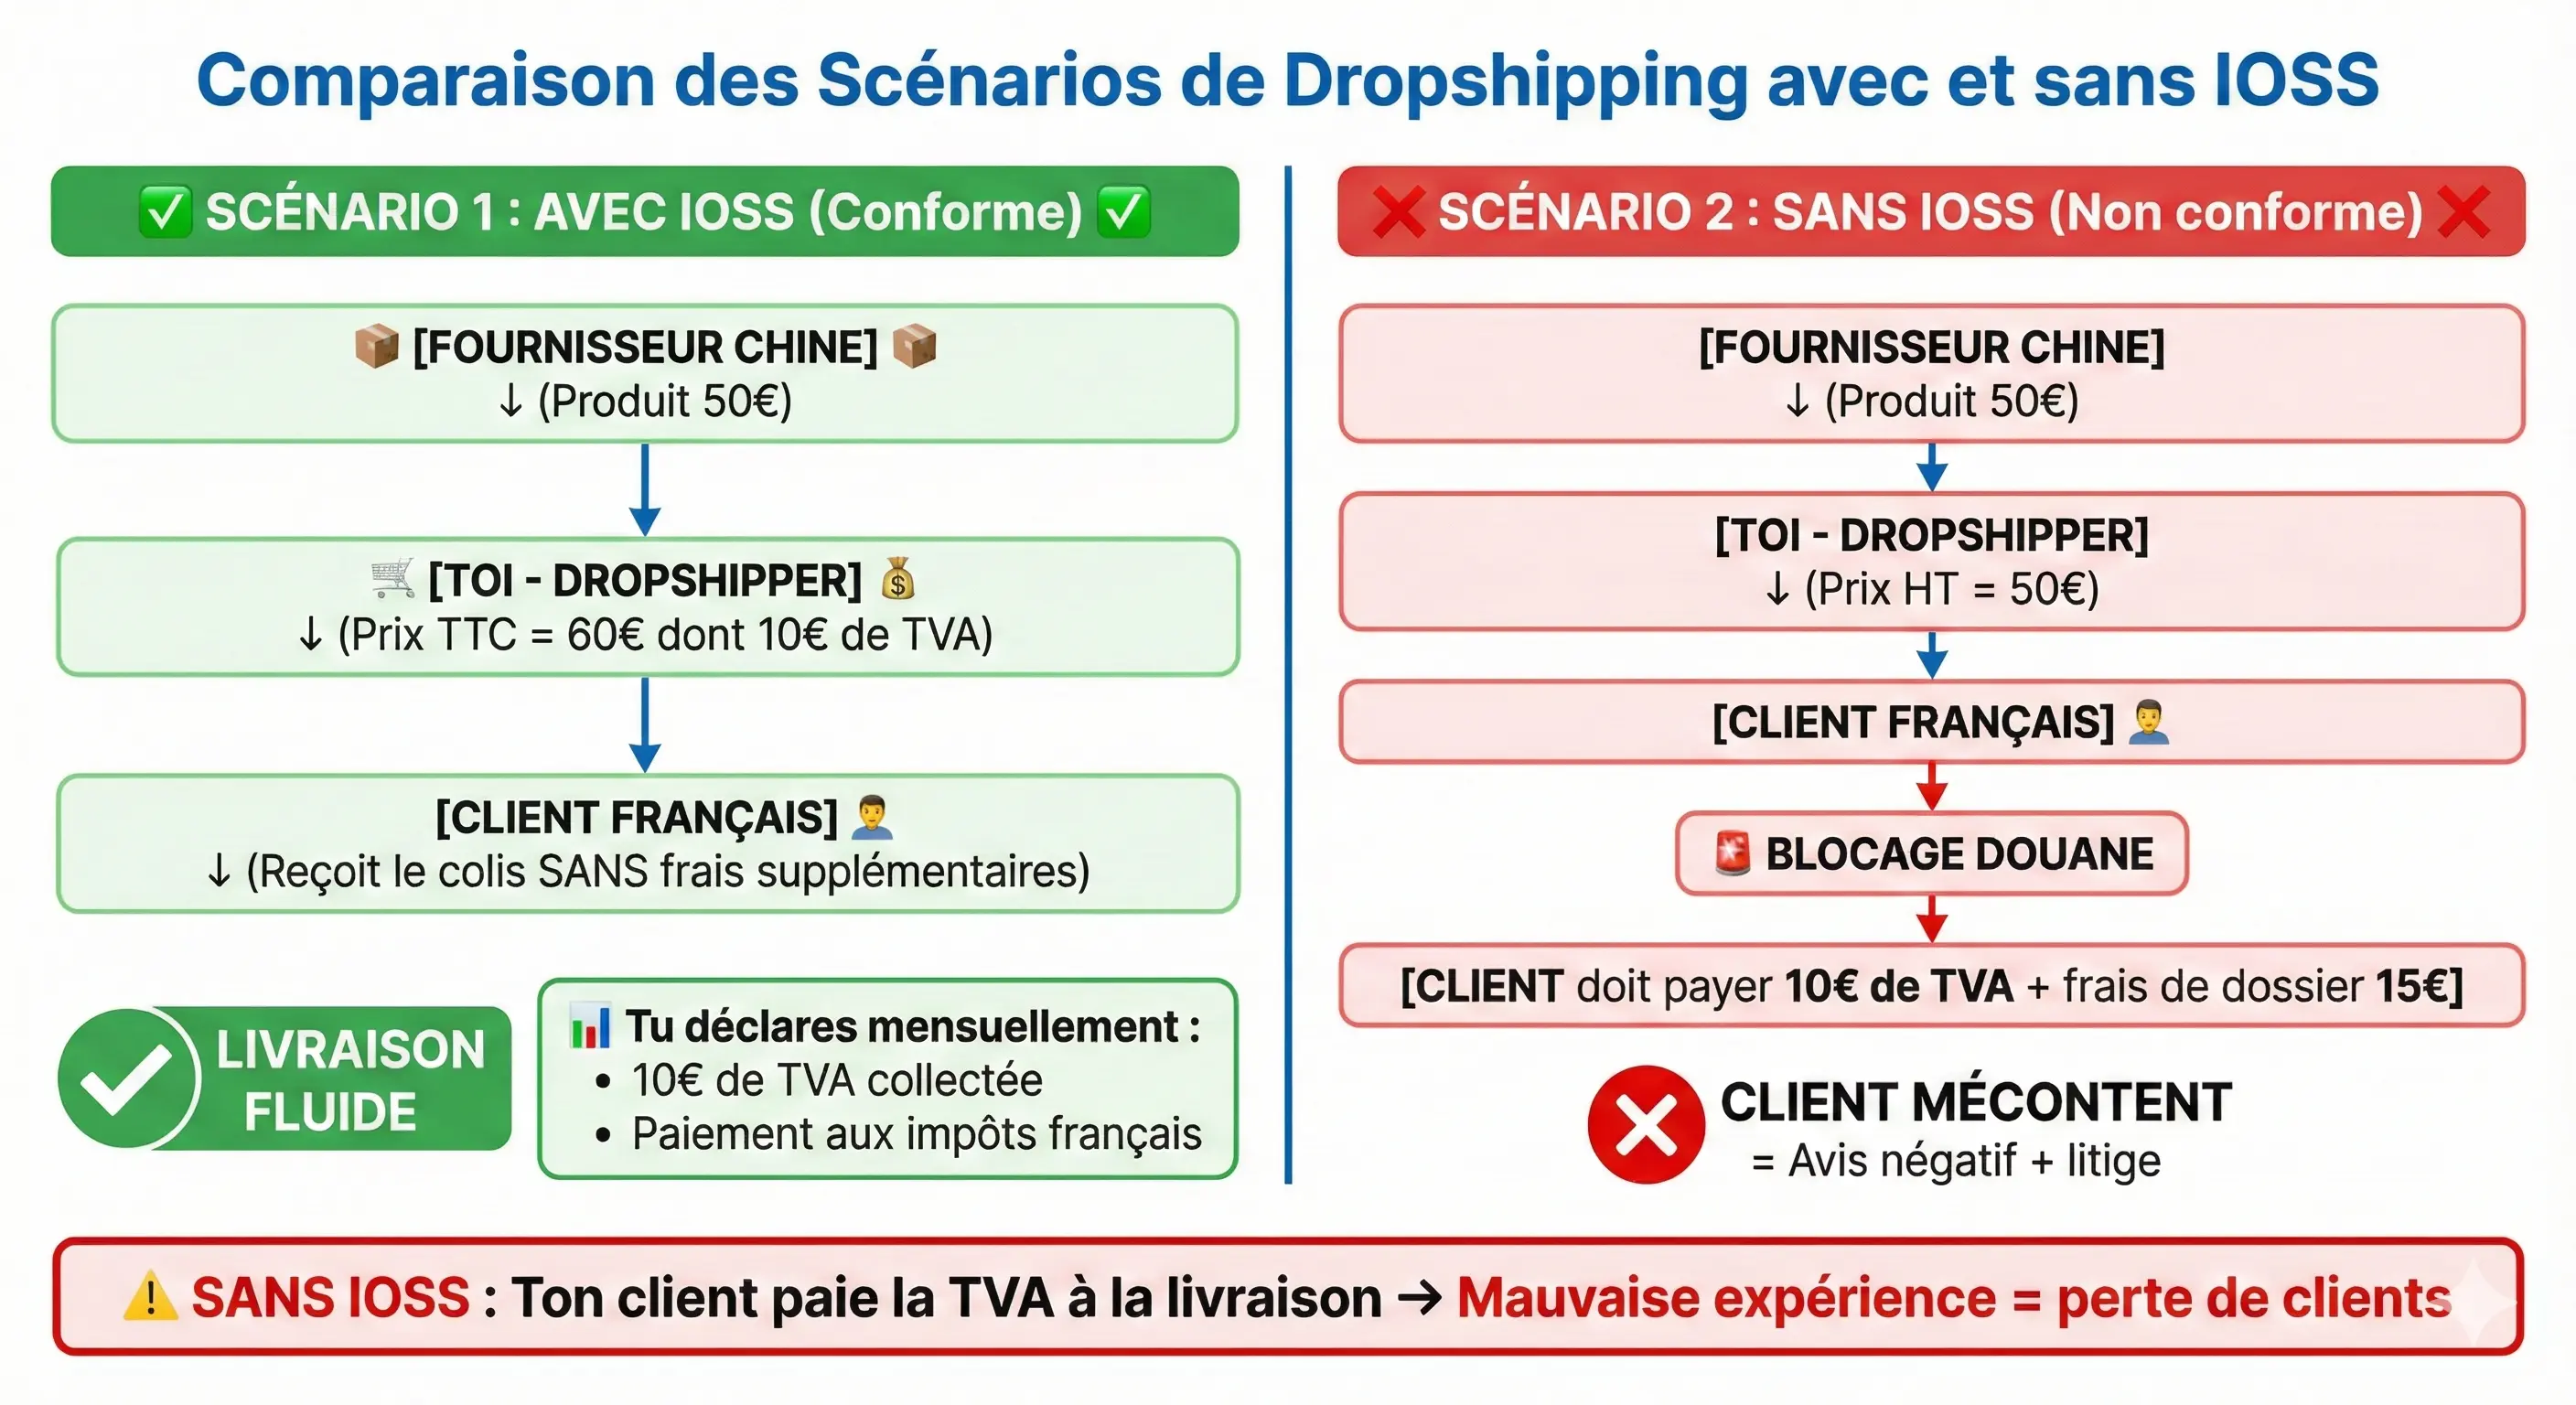 Comparaison des Scénarios de Dropshipping avec et sans IOSS
✅ SCÉNARIO 1 : AVEC IOSS (Conforme) ✅
📦 [FOURNISSEUR CHINE] 📦
↓ (Produit 50€)
🛒 [TOI - DROPSHIPPER] 💰
↓ (Prix TTC = 60€ dont 10€ de TVA)
[CLIENT FRANÇAIS] 🙎‍♂️
↓ (Reçoit le colis SANS frais supplémentaires)
LIVRAISON
FLUIDE
📊 Tu déclares mensuellement :
• 10€ de TVA collectée
• Paiement aux impôts français
❌ SCÉNARIO 2 : SANS IOSS (Non conforme) ❌
[FOURNISSEUR CHINE]
↓ (Produit 50€)
[TOI - DROPSHIPPER]
↓ (Prix HT = 50€)
[CLIENT FRANÇAIS] 🙎‍♂️
🚨 BLOCAGE DOUANE
[CLIENT doit payer 10€ de TVA + frais de dossier 15€]
CLIENT MÉCONTENT
= Avis négatif + litige
⚠️ SANS IOSS : Ton client paie la TVA à la livraison → Mauvaise expérience = perte de clients